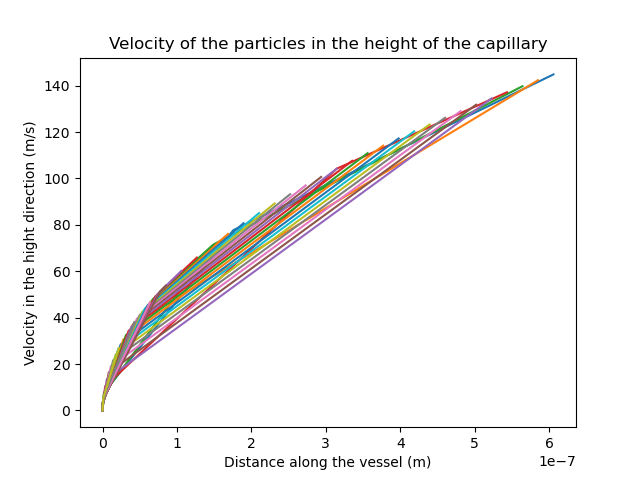 Velocity of the particles in the height of the capillary
Velocity in the hight direction (m/s)
140
120
100
80
60
40
20
0
0 1 2 3 4 5 6
1e−7
Distance along the vessel (m)